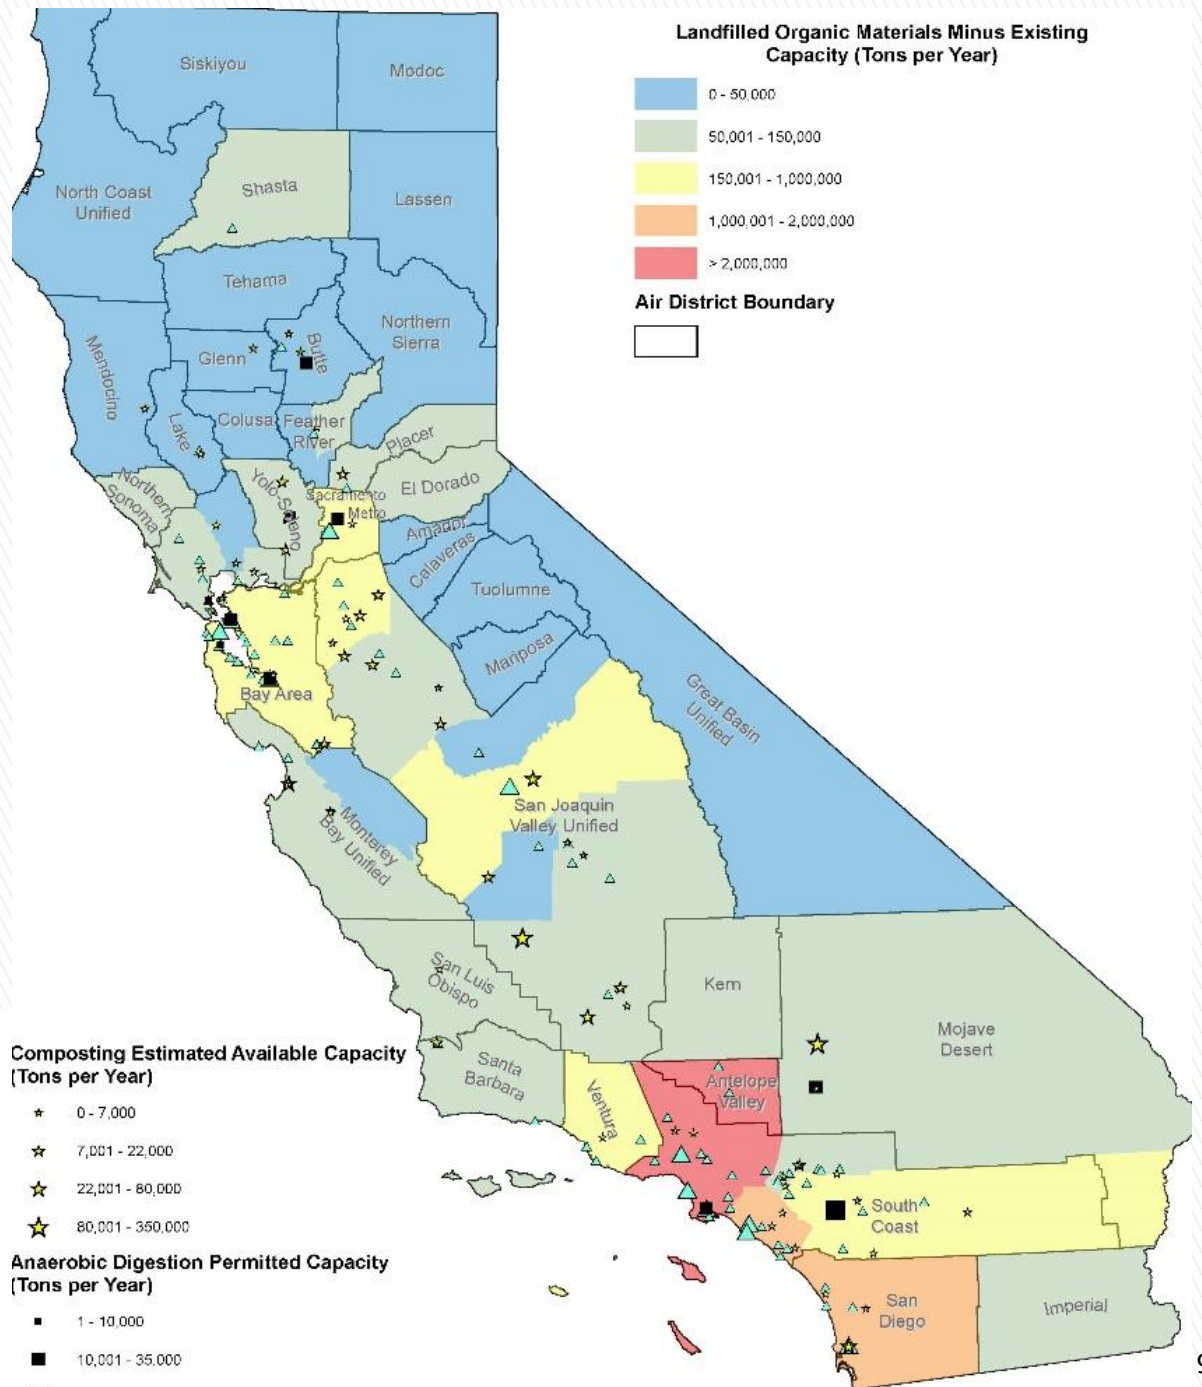 Landfilled Organic Materials Minus Existing
Capacity (Tons per Year)
0 - 50,000
50,001 - 150,000
150,001 - 1,000,000
1,000,001 - 2,000,000
> 2,000,000
Air District Boundary
Siskiyou
Modoc
North Coast
Unified
Shasta
Lassen
Tehama
Northern
Sierra
Glenn
Butte
Mendocino
Lake
Colusa
Feather
River
Placer
Northern
Sonoma
Yolo-Solano
El Dorado
Sacramento
Metro
Amador
Calaveras
Tuolumne
Mariposa
Great Basin
Unified
Bay Area
San Joaquin
Valley Unified
Monterey
Bay Unified
San Luis
Obispo
Kern
Mojave
Desert
Santa
Barbara
Ventura
Antelope
Valley
South
Coast
San
Diego
Imperial
Composting Estimated Available Capacity
(Tons per Year)
0 - 7,000
7,001 - 22,000
22,001 - 80,000
80,001 - 350,000
Anaerobic Digestion Permitted Capacity
(Tons per Year)
1 - 10,000
10,001 - 35,000